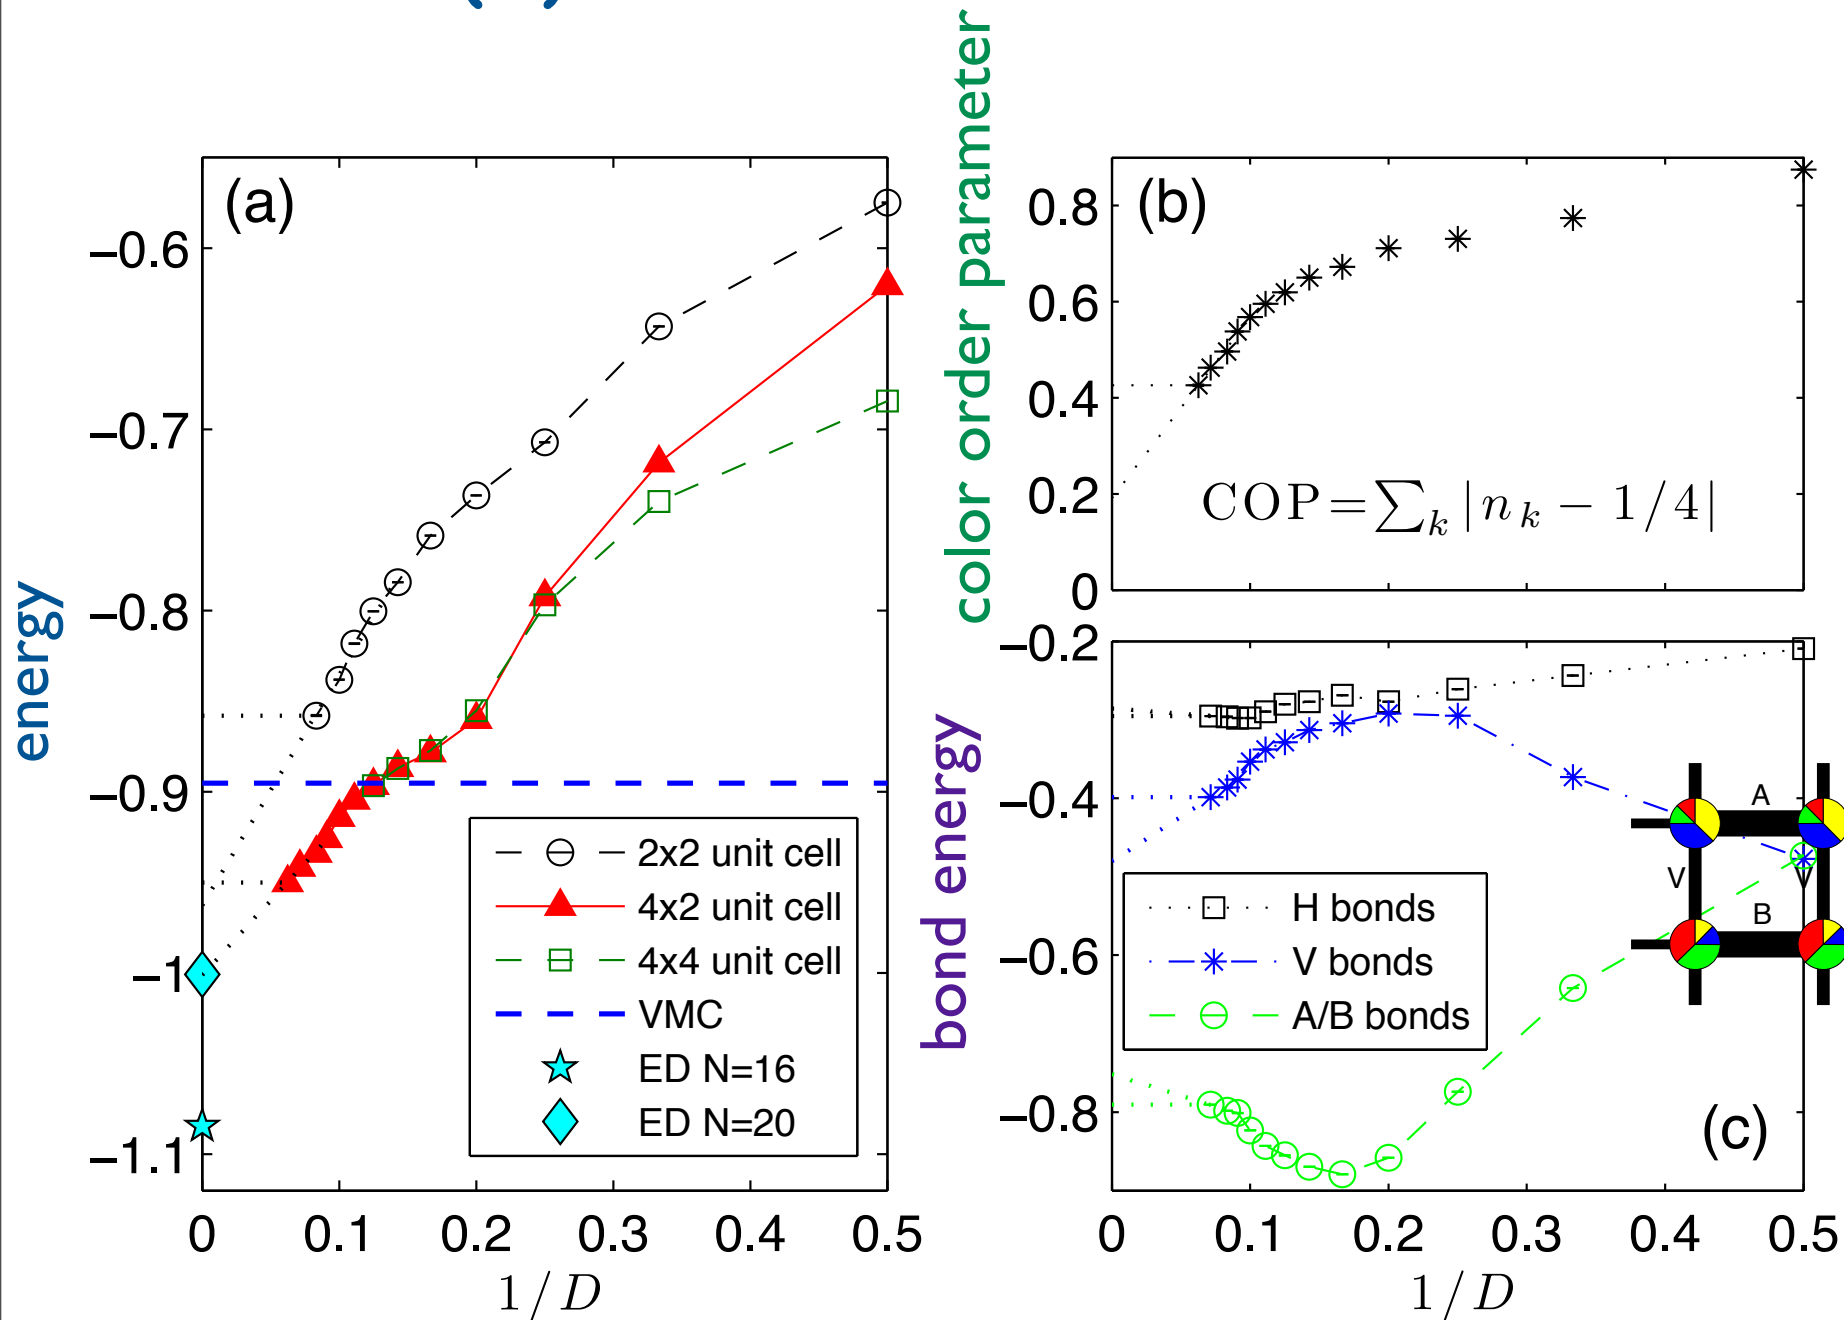 energy
(a)
−0.6
−0.7
−0.8
−0.9
−1
−1.1
2x2 unit cell
4x2 unit cell
4x4 unit cell
VMC
ED N=16
ED N=20
0 0.1 0.2 0.3 0.4 0.5
1/D
color order parameter
(b)
0.8
0.6
0.4
0.2
0
COP=∑k |nk − 1/4|
bond energy
−0.2
−0.4
−0.6
−0.8
A
V V
B
H bonds
V bonds
A/B bonds
(c)
0 0.1 0.2 0.3 0.4 0.5
1/D